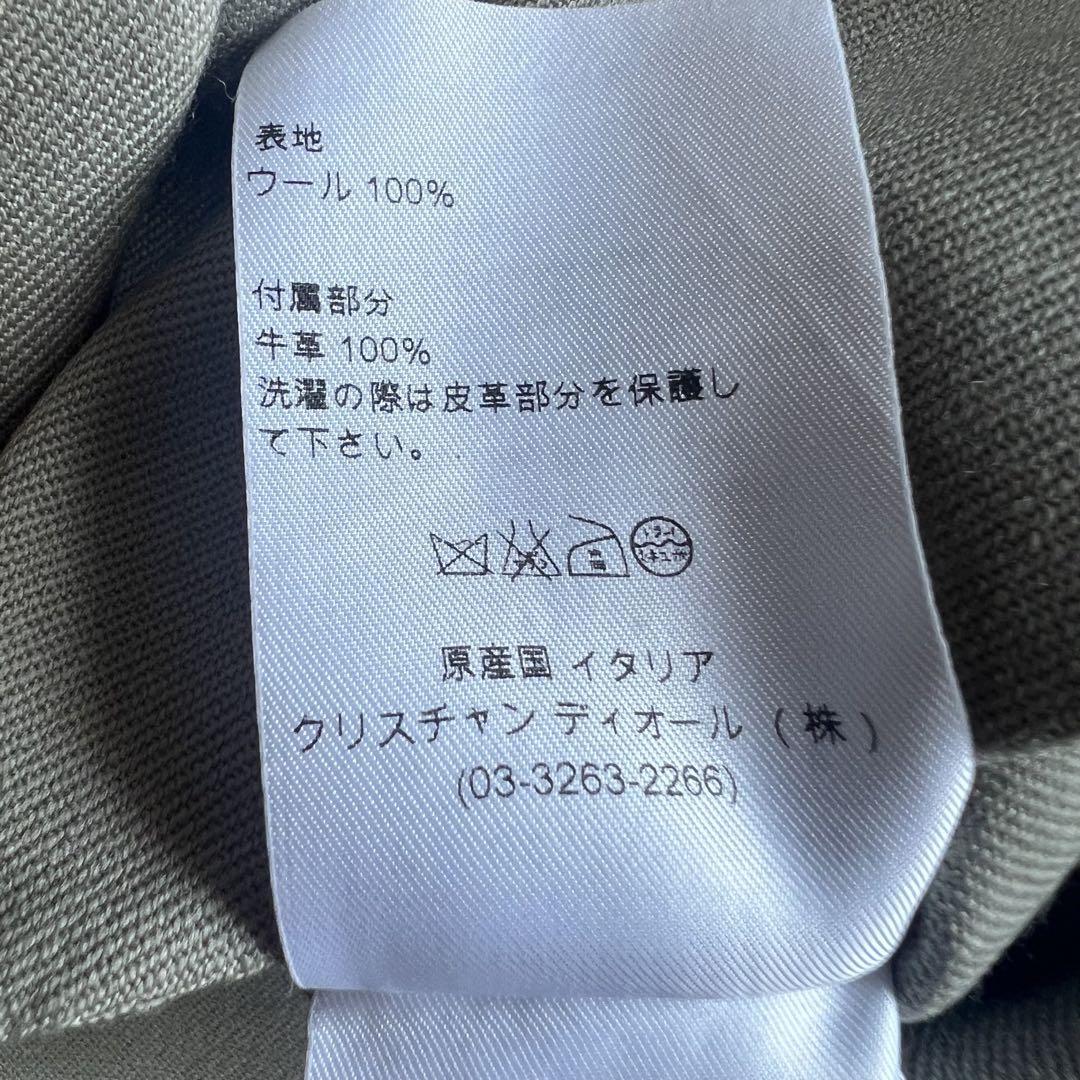 表地
ウール 100%
付属部分
牛革 100%
洗濯の際は皮革部分を保護し
て下さい。
原産国 イタリア
クリスチャン ディオール (株)
(03-3263-2266)